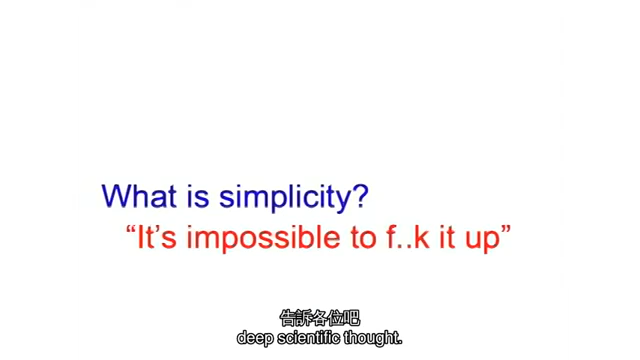 What is simplicity?
“It’s impossible to f..k it up”
告訴各位吧
deep scientific thought.